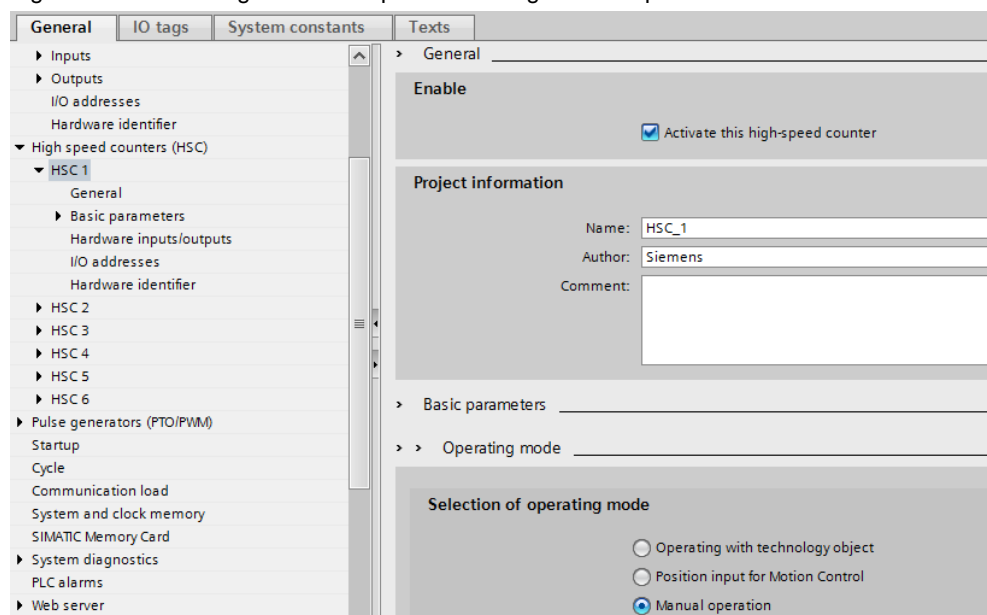 General IO tags System constants Texts
Inputs
Outputs
I/O addresses
Hardware identifier
High speed counters (HSC)
HSC 1
General
Basic parameters
Hardware inputs/outputs
I/O addresses
Hardware identifier
HSC 2
HSC 3
HSC 4
HSC 5
HSC 6
Pulse generators (PTO/PWM)
Startup
Cycle
Communication load
System and clock memory
SIMATIC Memory Card
System diagnostics
PLC alarms
Web server
General
Enable
Activate this high-speed counter
Project information
Name: HSC_1
Author: Siemens
Comment:
Basic parameters
Operating mode
Selection of operating mode
Operating with technology object
Position input for Motion Control
Manual operation